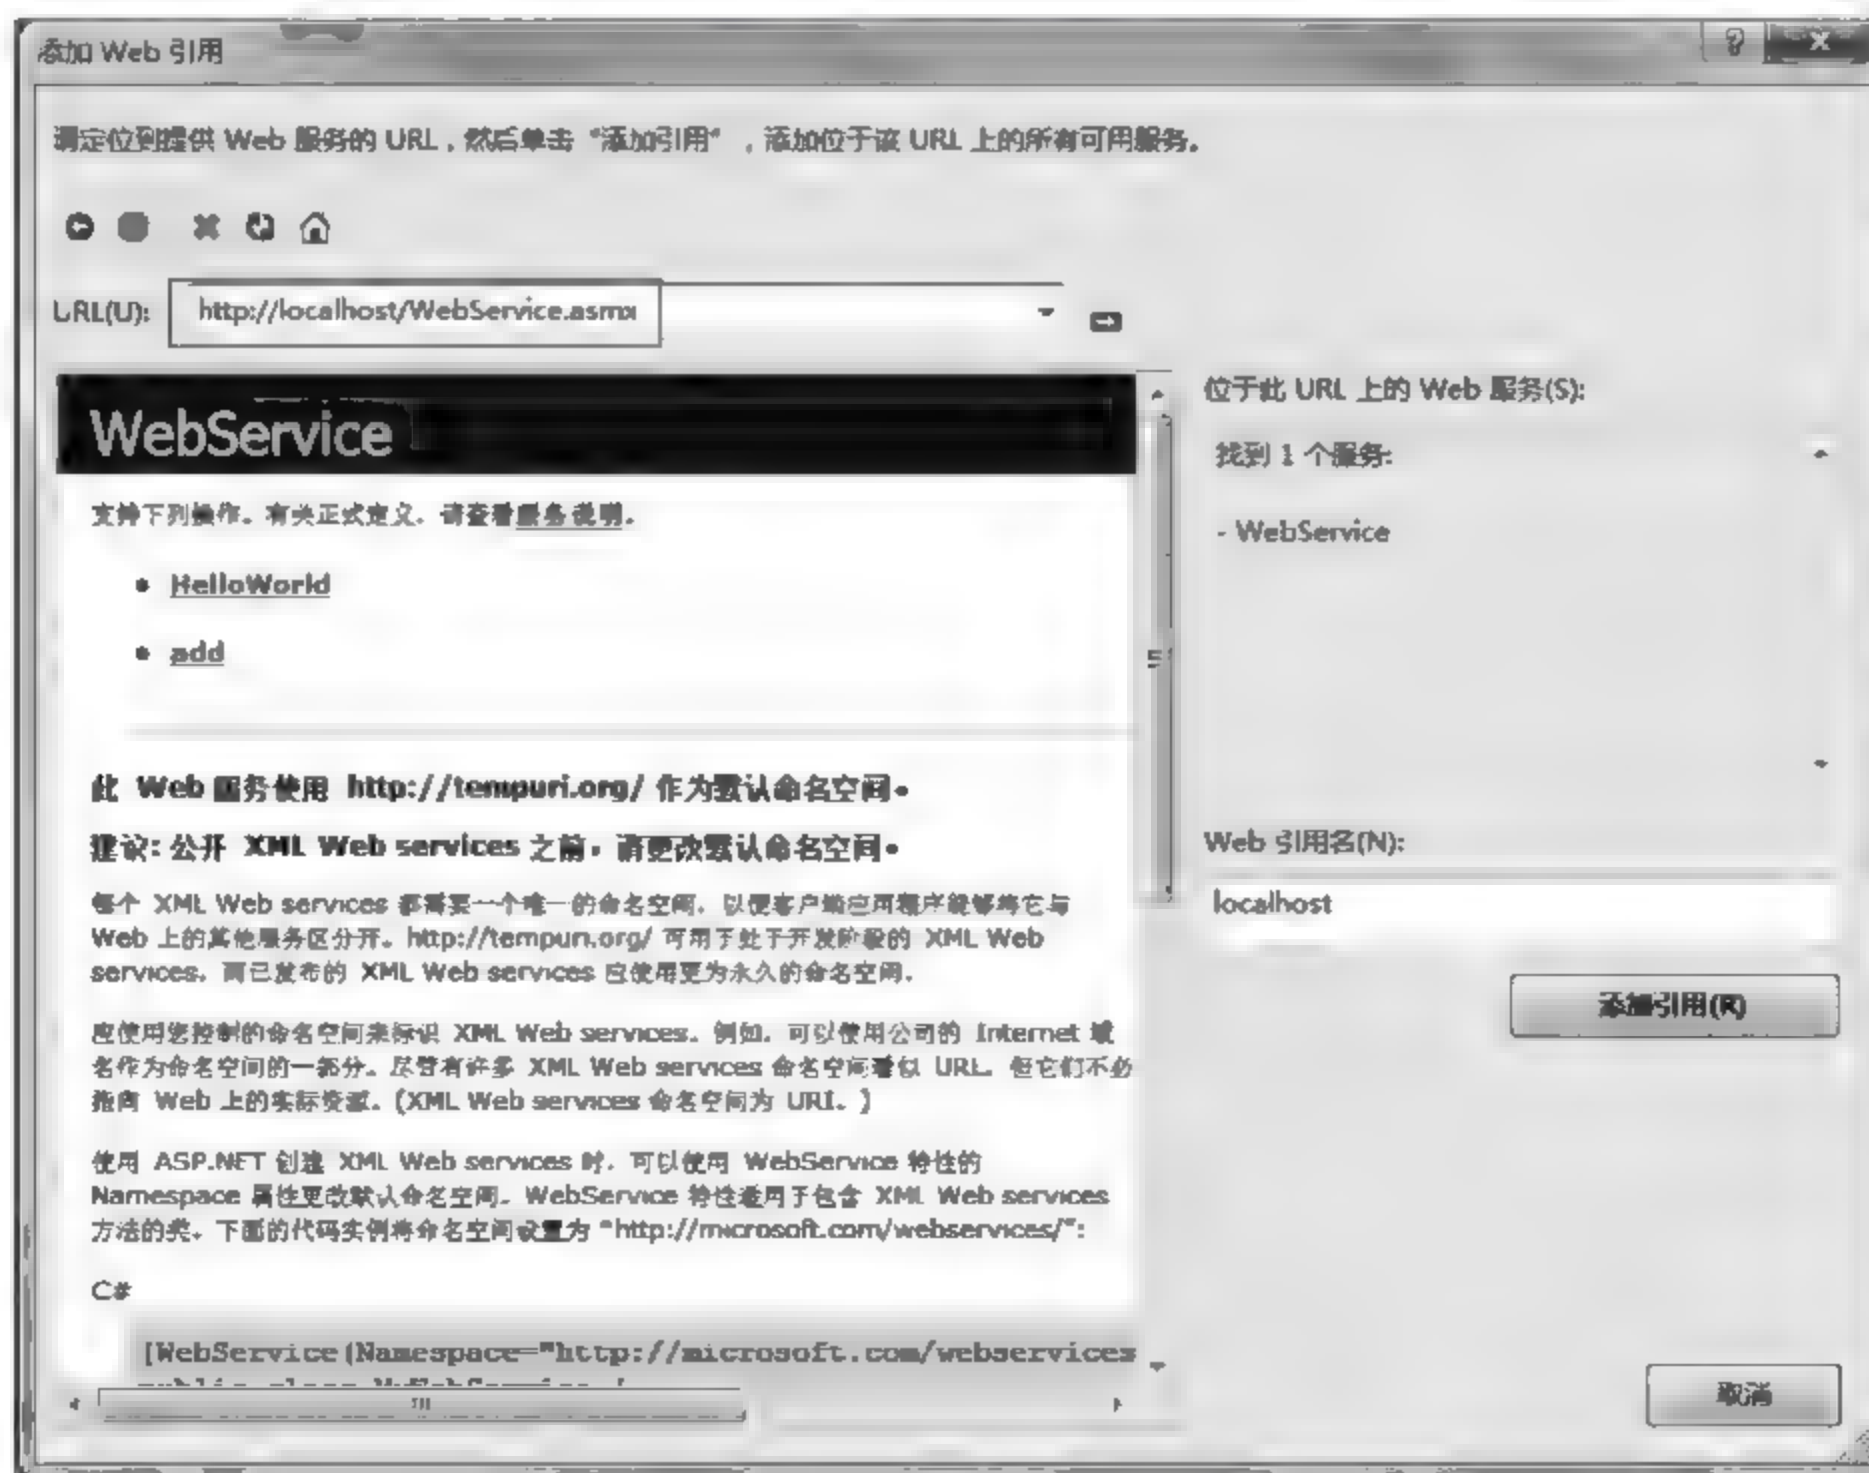 添加 Web 引用
请定位到提供 Web 服务的 URL，然后单击“添加引用”，添加位于该 URL 上的所有可用服务。
URL(U):
http://localhost/WebService.asmx
WebService
支持下列操作。有关正式定义，请查看服务说明。
• HelloWorld
• add
此 Web 服务使用 http://tempuri.org/ 作为默认命名空间。
建议: 公开 XML Web services 之前，请更改默认命名空间。
每个 XML Web services 都需要一个唯一的命名空间，以便客户端应用程序能够将它与
Web 上的其他服务区分开。http://tempuri.org/ 可用于处于开发阶段的 XML Web
services，而已发布的 XML Web services 应使用更为永久的命名空间。
应使用您控制的命名空间来标识 XML Web services。例如，可以使用公司的 Internet 域
名作为命名空间的一部分。尽管有许多 XML Web services 命名空间看似 URL，但它们不必
指向 Web 上的实际资源。(XML Web services 命名空间为 URI。)
使用 ASP.NET 创建 XML Web services 时，可以使用 WebService 特性的
Namespace 属性更改默认命名空间。WebService 特性适用于包含 XML Web services
方法的类。下面的代码实例将命名空间设置为 “http://microsoft.com/webservices/”:
C#
[WebService(Namespace="http://microsoft.com/webservices
位于此 URL 上的 Web 服务(S):
找到 1 个服务:
- WebService
Web 引用名(N):
localhost
添加引用(R)
取消